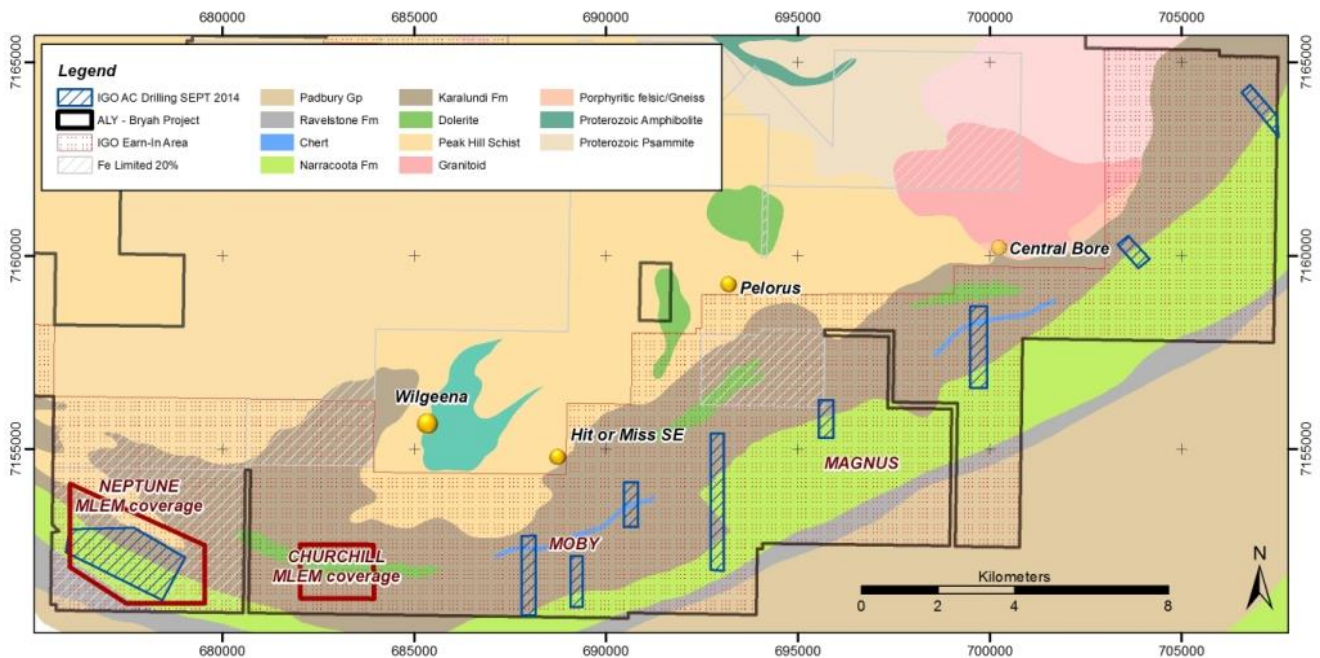 680000 685000 690000 695000 700000 705000
7165000
7165000
Legend
IGO AC Drilling SEPT 2014
ALY - Bryah Project
IGO Earn-In Area
Fe Limited 20%
Padbury Gp
Ravelstone Fm
Chert
Narracoota Fm
Karalundi Fm
Dolerite
Peak Hill Schist
Granitoid
Porphyritic felsic/Gneiss
Proterozoic Amphibolite
Proterozoic Psammite
7160000
7160000
Central Bore
Pelorus
Wilgeena
Hit or Miss SE
7155000
7155000
MAGNUS
NEPTUNE
MLEM coverage
MOBY
CHURCHILL
MLEM coverage
N
Kilometers
0 2 4 8
680000 685000 690000 695000 700000 705000